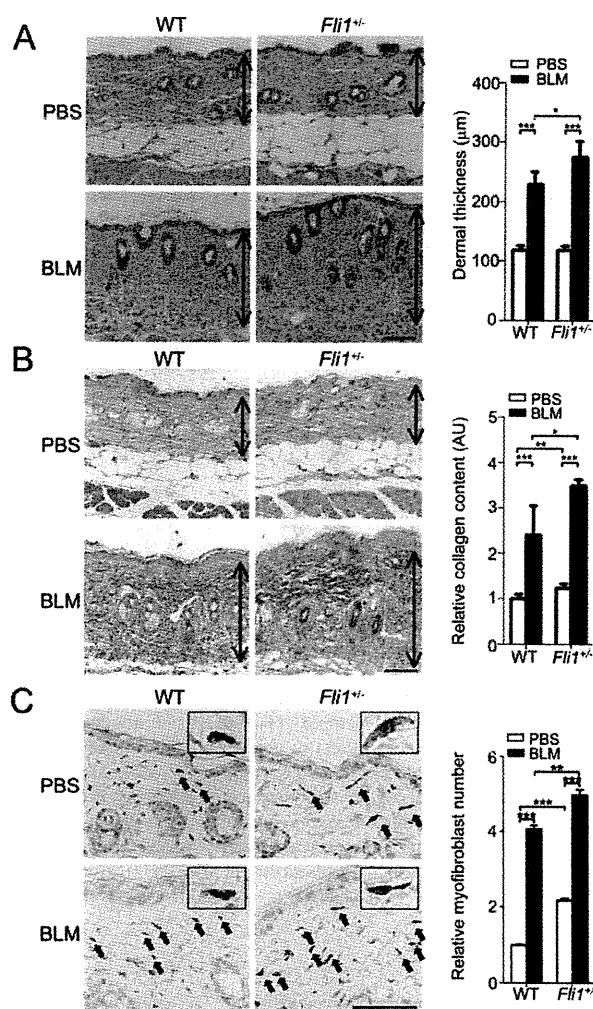 A
WT
Fli1+/-
PBS
BLM
PBS
BLM
Dermal thickness (µm)
400
300
200
100
0
*
*** ***
WT Fli1+/-
B
WT
Fli1+/-
PBS
BLM
PBS
BLM
Relative collagen content (AU)
5
4
3
2
1
0
*
**
*** ***
WT Fli1+/-
C
WT
Fli1+/-
PBS
BLM
PBS
BLM
Relative myofibroblast number
6
4
2
0
**
***
***
***
WT Fli1+/-